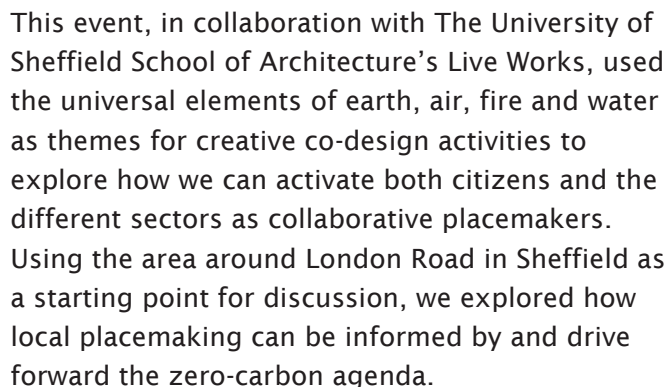 This event, in collaboration with The University of
Sheffield School of Architecture’s Live Works, used
the universal elements of earth, air, fire and water
as themes for creative co-design activities to
explore how we can activate both citizens and the
different sectors as collaborative placemakers.
Using the area around London Road in Sheffield as
a starting point for discussion, we explored how
local placemaking can be informed by and drive
forward the zero-carbon agenda.